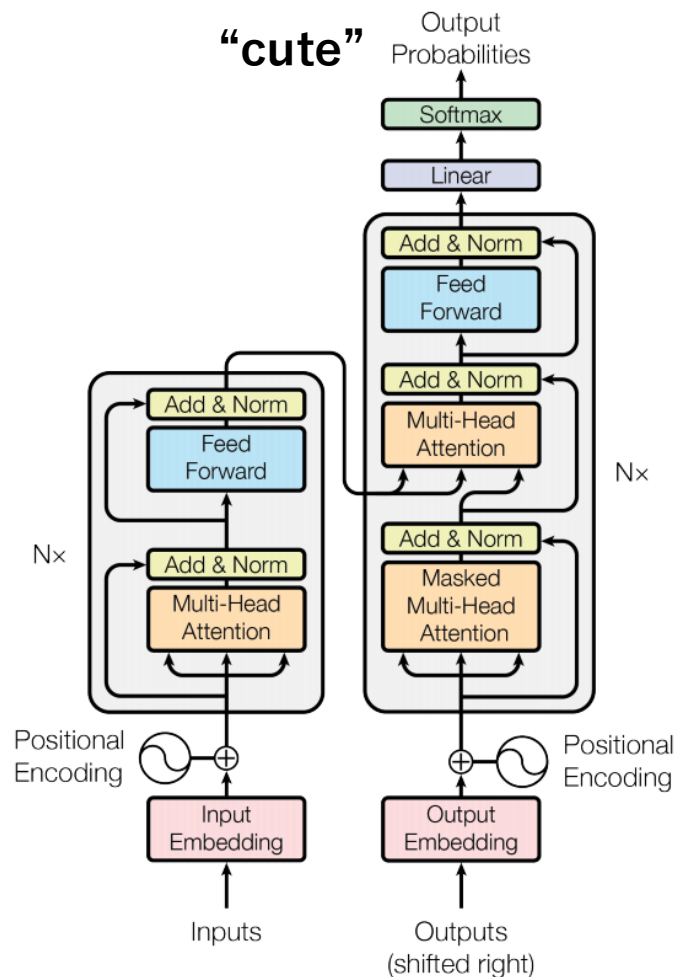 “cute”
Output
Probabilities
Softmax
Linear
Add & Norm
Feed
Forward
Add & Norm
Multi-Head
Attention
N×
Add & Norm
Masked
Multi-Head
Attention
Add & Norm
Feed
Forward
N×
Add & Norm
Multi-Head
Attention
Positional
Encoding
Positional
Encoding
Input
Embedding
Output
Embedding
Inputs
Outputs
(shifted right)